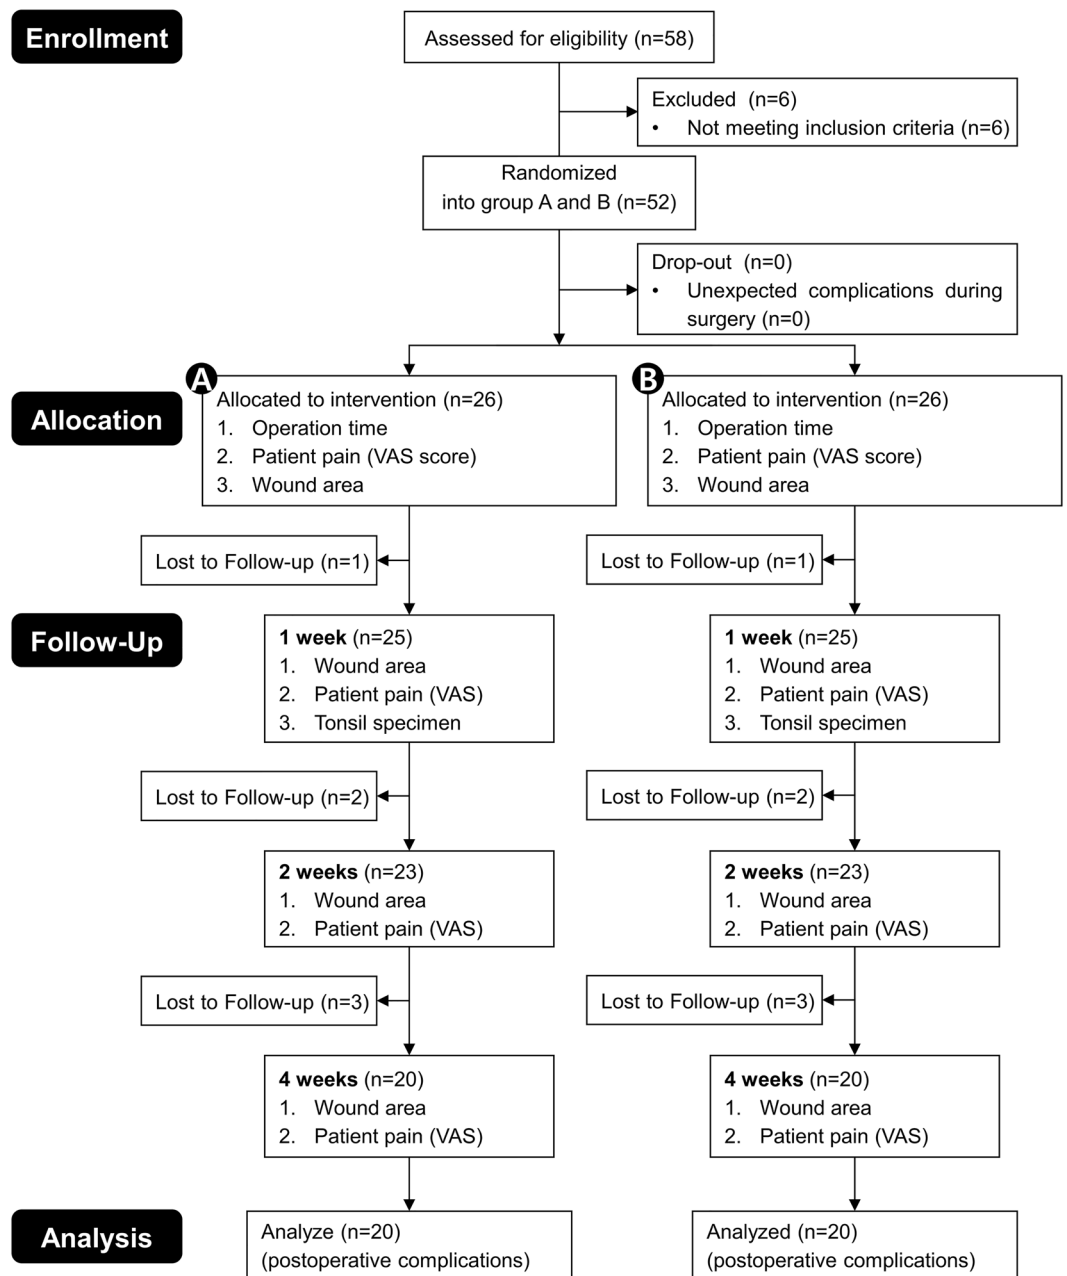 Enrollment
Assessed for eligibility (n=58)
Excluded (n=6)
• Not meeting inclusion criteria (n=6)
Randomized
into group A and B (n=52)
Drop-out (n=0)
• Unexpected complications during
surgery (n=0)
Allocation
A
Allocated to intervention (n=26)
1. Operation time
2. Patient pain (VAS score)
3. Wound area
B
Allocated to intervention (n=26)
1. Operation time
2. Patient pain (VAS score)
3. Wound area
Lost to Follow-up (n=1)
Lost to Follow-up (n=1)
Follow-Up
1 week (n=25)
1. Wound area
2. Patient pain (VAS)
3. Tonsil specimen
1 week (n=25)
1. Wound area
2. Patient pain (VAS)
3. Tonsil specimen
Lost to Follow-up (n=2)
Lost to Follow-up (n=2)
2 weeks (n=23)
1. Wound area
2. Patient pain (VAS)
2 weeks (n=23)
1. Wound area
2. Patient pain (VAS)
Lost to Follow-up (n=3)
Lost to Follow-up (n=3)
4 weeks (n=20)
1. Wound area
2. Patient pain (VAS)
4 weeks (n=20)
1. Wound area
2. Patient pain (VAS)
Analysis
Analyze (n=20)
(postoperative complications)
Analyzed (n=20)
(postoperative complications)